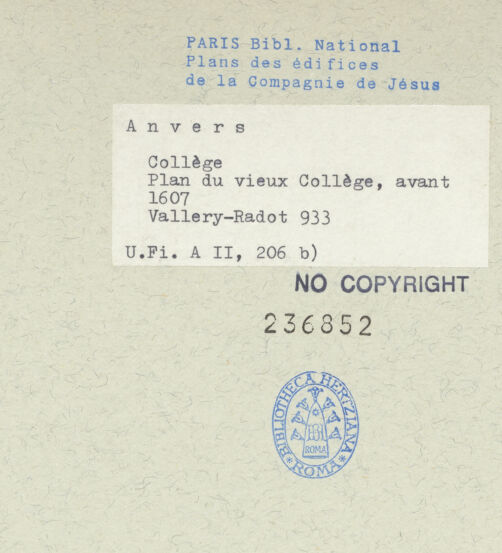 PARIS Bibl. National
Plans des édifices
de la Compagnie de Jésus
A n v e r s
Collège
Plan du vieux Collège, avant
1607
Vallery-Radot 933
U.Fi. A II, 206 b)
NO COPYRIGHT
236852
BIBLIOTHECA HERTZIANA
ROMA
* ROMA *